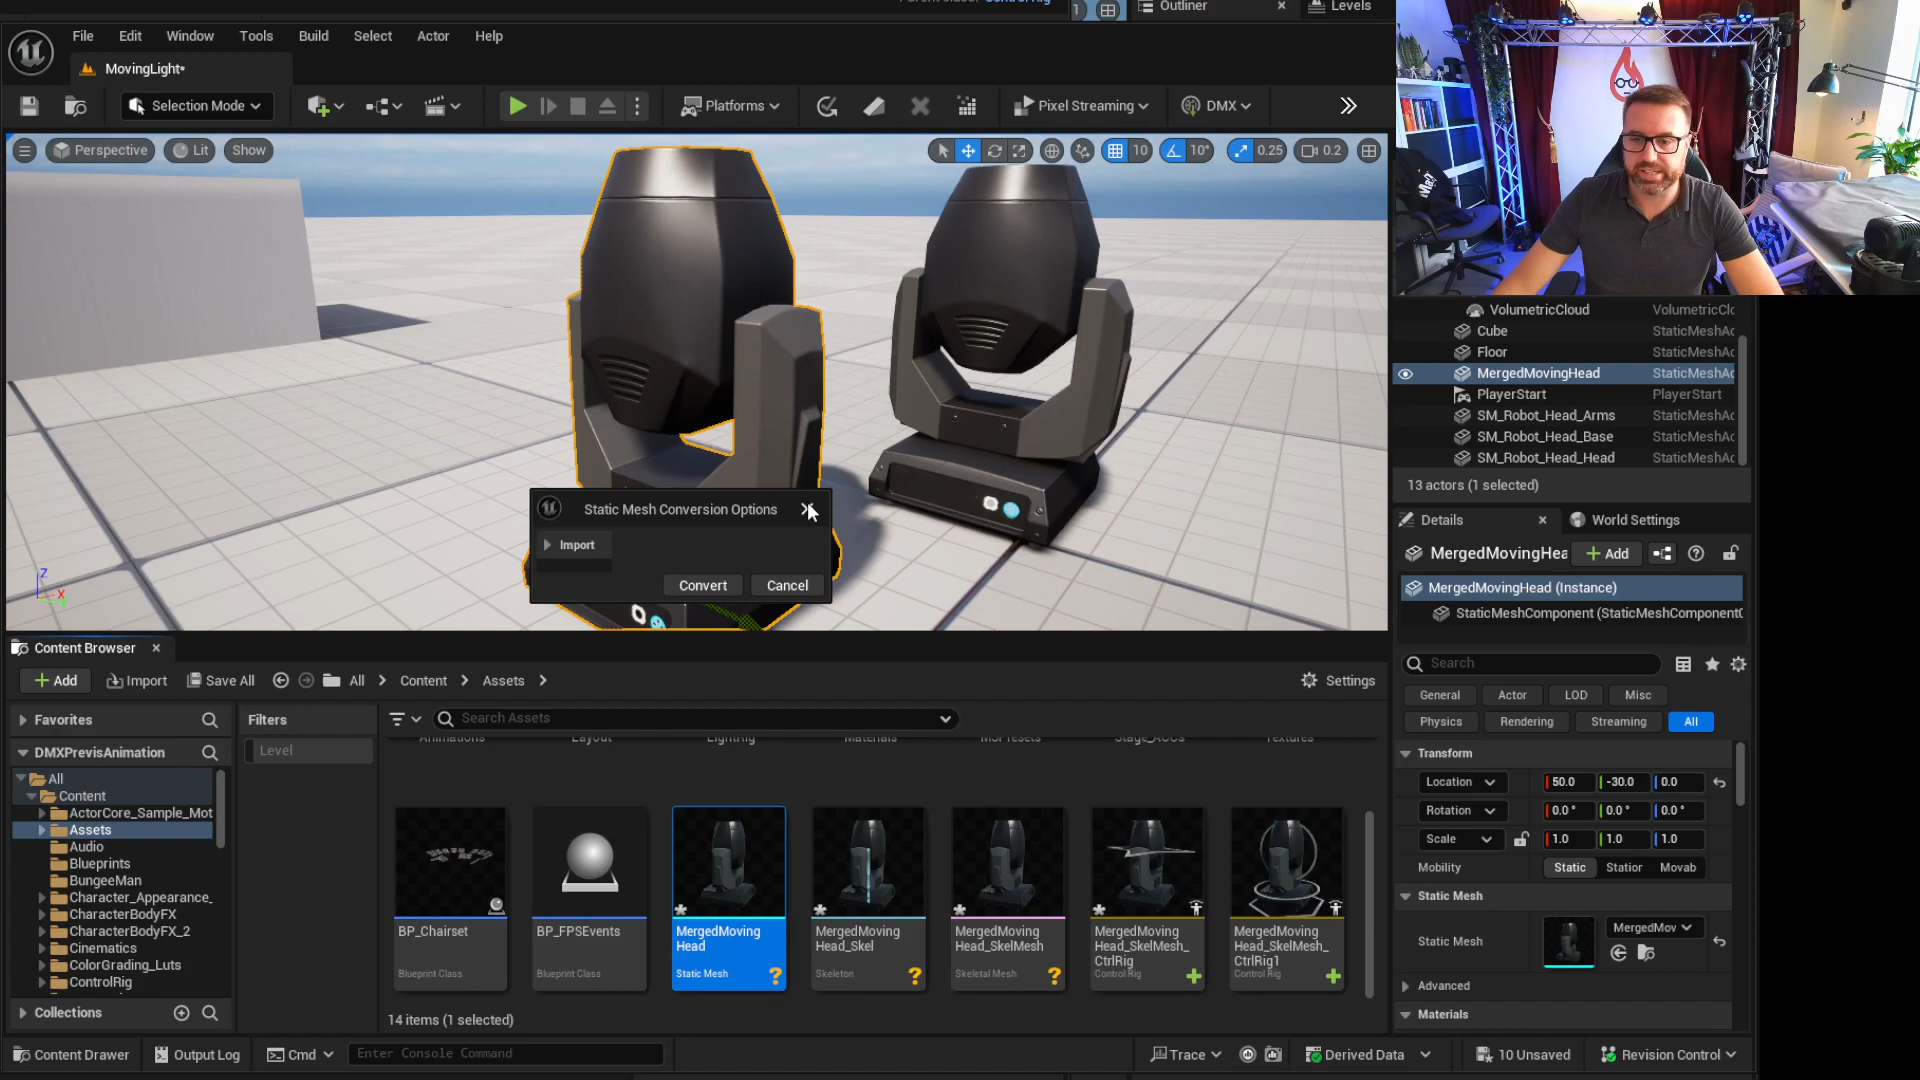 Outliner
Levels
File Edit Window Tools Build Select Actor Help
MovingLight*
Selection Mode
Platforms
Pixel Streaming
DMX
Perspective
Lit
Show
10
10°
0.25
0.2
VolumetricCloud VolumetricClc
Cube StaticMeshAc
Floor StaticMeshAc
MergedMovingHead StaticMeshAc
PlayerStart PlayerStart
SM_Robot_Head_Arms StaticMeshAc
SM_Robot_Head_Base StaticMeshAc
SM_Robot_Head_Head StaticMeshAc
13 actors (1 selected)
Static Mesh Conversion Options
Import
Convert Cancel
Details
World Settings
MergedMovingHea
Add
MergedMovingHead (Instance)
StaticMeshComponent (StaticMeshComponent0
Search
General Actor LOD Misc
Physics Rendering Streaming All
Transform
Location 50.0 -30.0 0.0
Rotation 0.0° 0.0° 0.0°
Scale 1.0 1.0 1.0
Mobility Static Statior Movab
Static Mesh
Static Mesh MergedMov
Advanced
Materials
Content Browser
Add Import Save All All Content Assets Settings
Favorites
DMXPrevisAnimation
All
Content
ActorCore_Sample_Mot
Assets
Audio
Blueprints
BungeeMan
Character_Appearance_
CharacterBodyFX
CharacterBodyFX_2
Cinematics
ColorGrading_Luts
ControlRig
Collections
Filters
Level
Search Assets
Animations Layout Lighting Materials MSPresets Stage_ACCs Textures
BP_Chairset
Blueprint Class
BP_FPSEvents
Blueprint Class
MergedMoving
Head
Static Mesh
MergedMoving
Head_Skel
Skeleton
MergedMoving
Head_SkelMesh
Skeletal Mesh
MergedMoving
Head_SkelMesh_
CtrlRig
Control Rig
MergedMoving
Head_SkelMesh_
CtrlRig1
Control Rig
14 items (1 selected)
Content Drawer Output Log Cmd Enter Console Command Trace Derived Data 10 Unsaved Revision Control